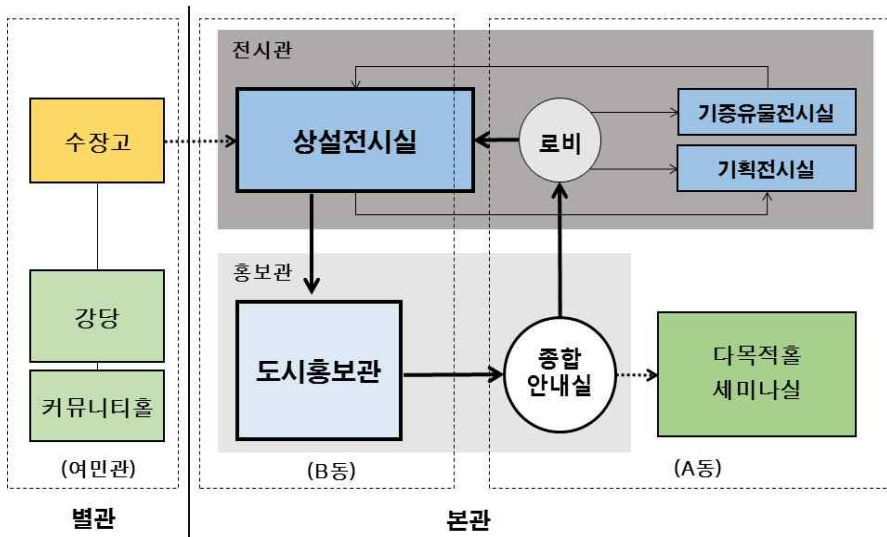 전시관
수장고
상설전시실
로비
기증유물전시실
기획전시실
홍보관
강당
커뮤니티홀
도시홍보관
종합
안내실
다목적홀
세미나실
(여민관)
(B동)
(A동)
별관
본관